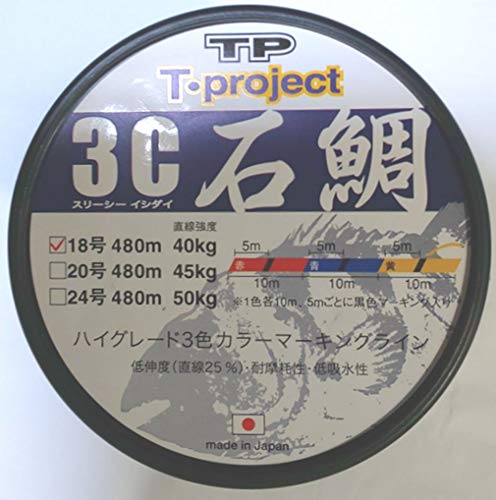 TP
T・project
3C 石鯛
スリーシー イシダイ
直線強度
☑18号 480m 40kg
□20号 480m 45kg
□24号 480m 50kg
5m 5m 5m
赤 青 黄
10m 10m 1.0m
※1色各10m、5mごとに黒色マーキング入り
ハイグレード3色カラーマーキングライン
低伸度(直線25%)・耐摩耗性・低吸水性
made in Japan